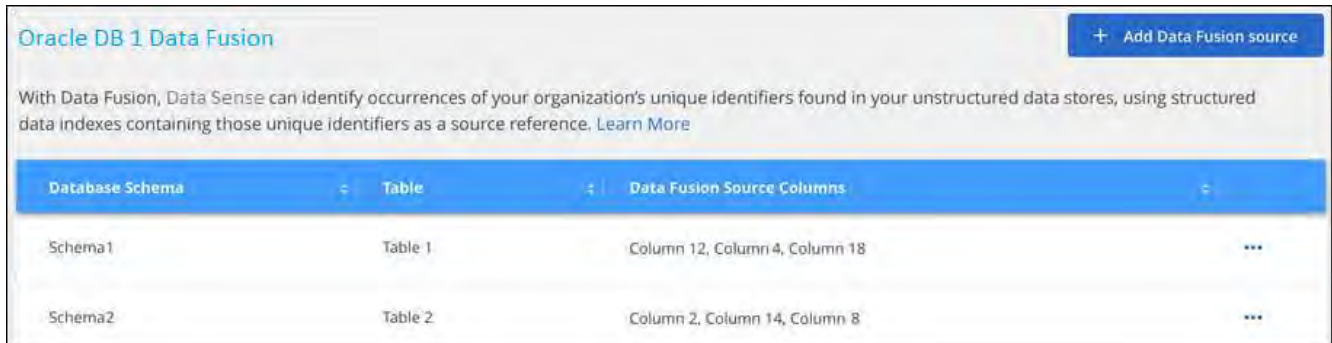 Oracle DB 1 Data Fusion
+ Add Data Fusion source
With Data Fusion, Data Sense can identify occurrences of your organization's unique identifiers found in your unstructured data stores, using structured
data indexes containing those unique identifiers as a source reference. Learn More
Database Schema Table Data Fusion Source Columns
Schema1 Table 1 Column 12, Column 4, Column 18
Schema2 Table 2 Column 2, Column 14, Column 8